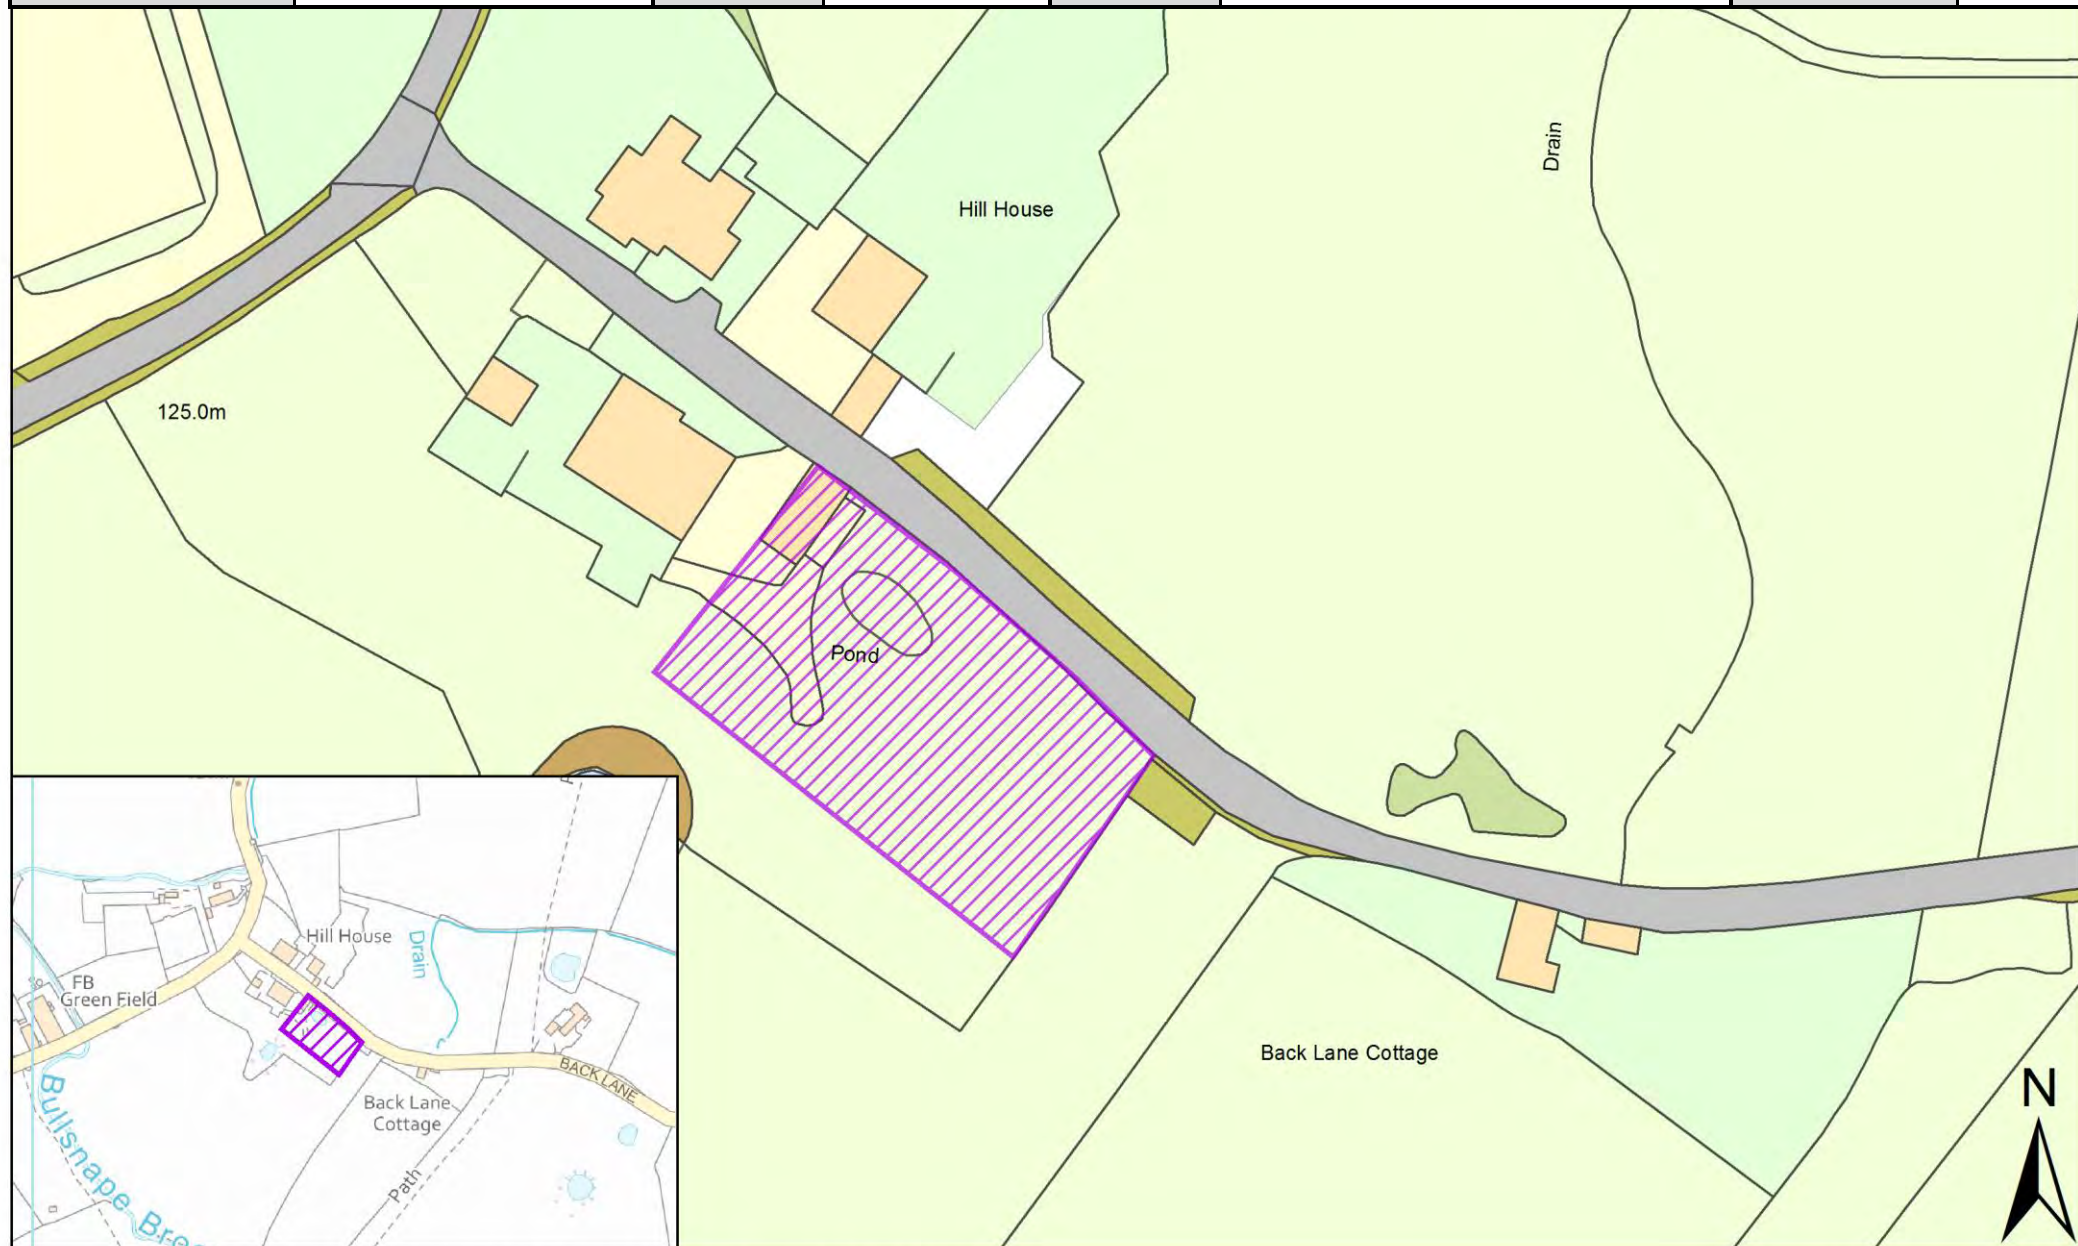 Drain
Hill House
125.0m
Pond
Back Lane Cottage
N
Hill House
Drain
FB
Green Field
BACK LANE
Back Lane
Cottage
Path
Bullsnape